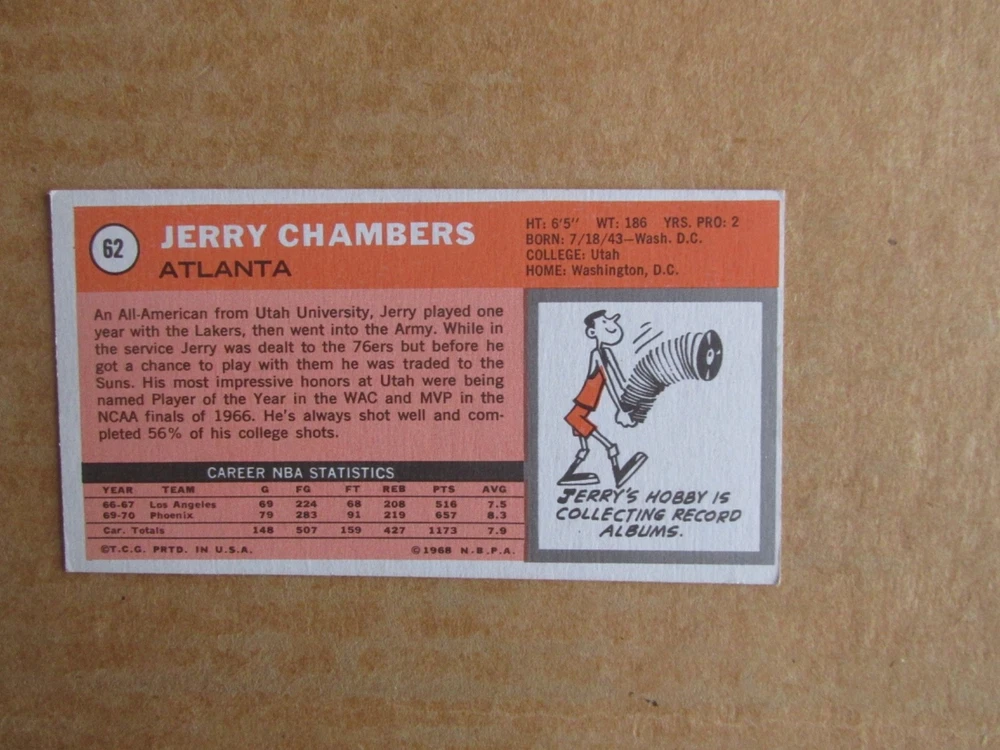 62
JERRY CHAMBERS
ATLANTA
HT: 6'5'' WT: 186 YRS. PRO: 2
BORN: 7/18/43—Wash. D.C.
COLLEGE: Utah
HOME: Washington, D.C.
An All-American from Utah University, Jerry played one
year with the Lakers, then went into the Army. While in
the service Jerry was dealt to the 76ers but before he
got a chance to play with them he was traded to the
Suns. His most impressive honors at Utah were being
named Player of the Year in the WAC and MVP in the
NCAA finals of 1966. He's always shot well and com-
pleted 56% of his college shots.
CAREER NBA STATISTICS
YEAR TEAM G FG FT REB PTS AVG
66-67 Los Angeles 69 224 68 208 516 7.5
69-70 Phoenix 79 283 91 219 657 8.3
Car. Totals 148 507 159 427 1173 7.9
©T.C.G. PRTD. IN U.S.A. ©1968 N.B.P.A.
JERRY'S HOBBY IS
COLLECTING RECORD
ALBUMS.